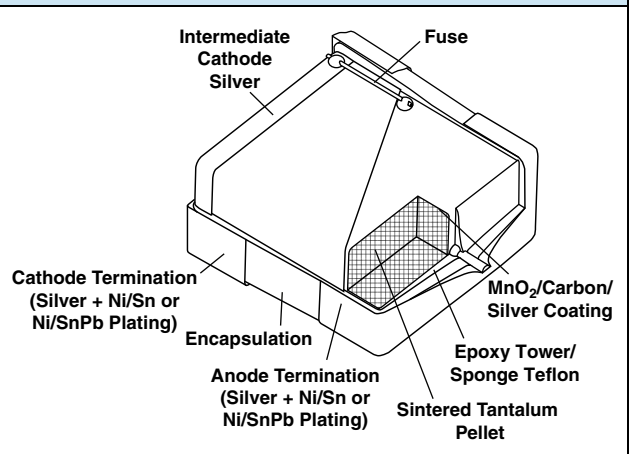 Intermediate
Cathode
Silver
Fuse
Cathode Termination
(Silver + Ni/Sn or
Ni/SnPb Plating)
Encapsulation
Anode Termination
(Silver + Ni/Sn or
Ni/SnPb Plating)
MnO₂/Carbon/
Silver Coating
Epoxy Tower/
Sponge Teflon
Sintered Tantalum
Pellet